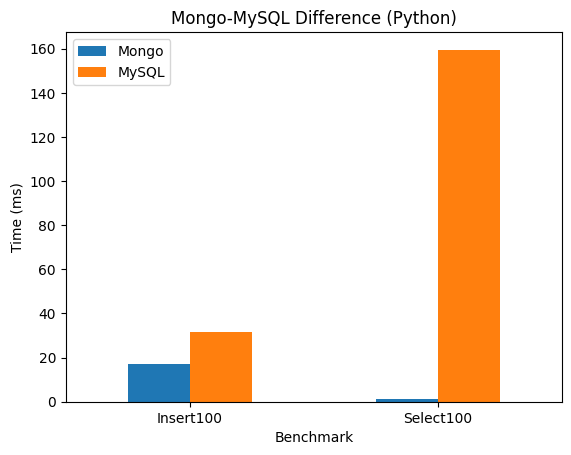 Mongo-MySQL Difference (Python)
Mongo
MySQL
Time (ms)
160
140
120
100
80
60
40
20
0
Insert100
Select100
Benchmark